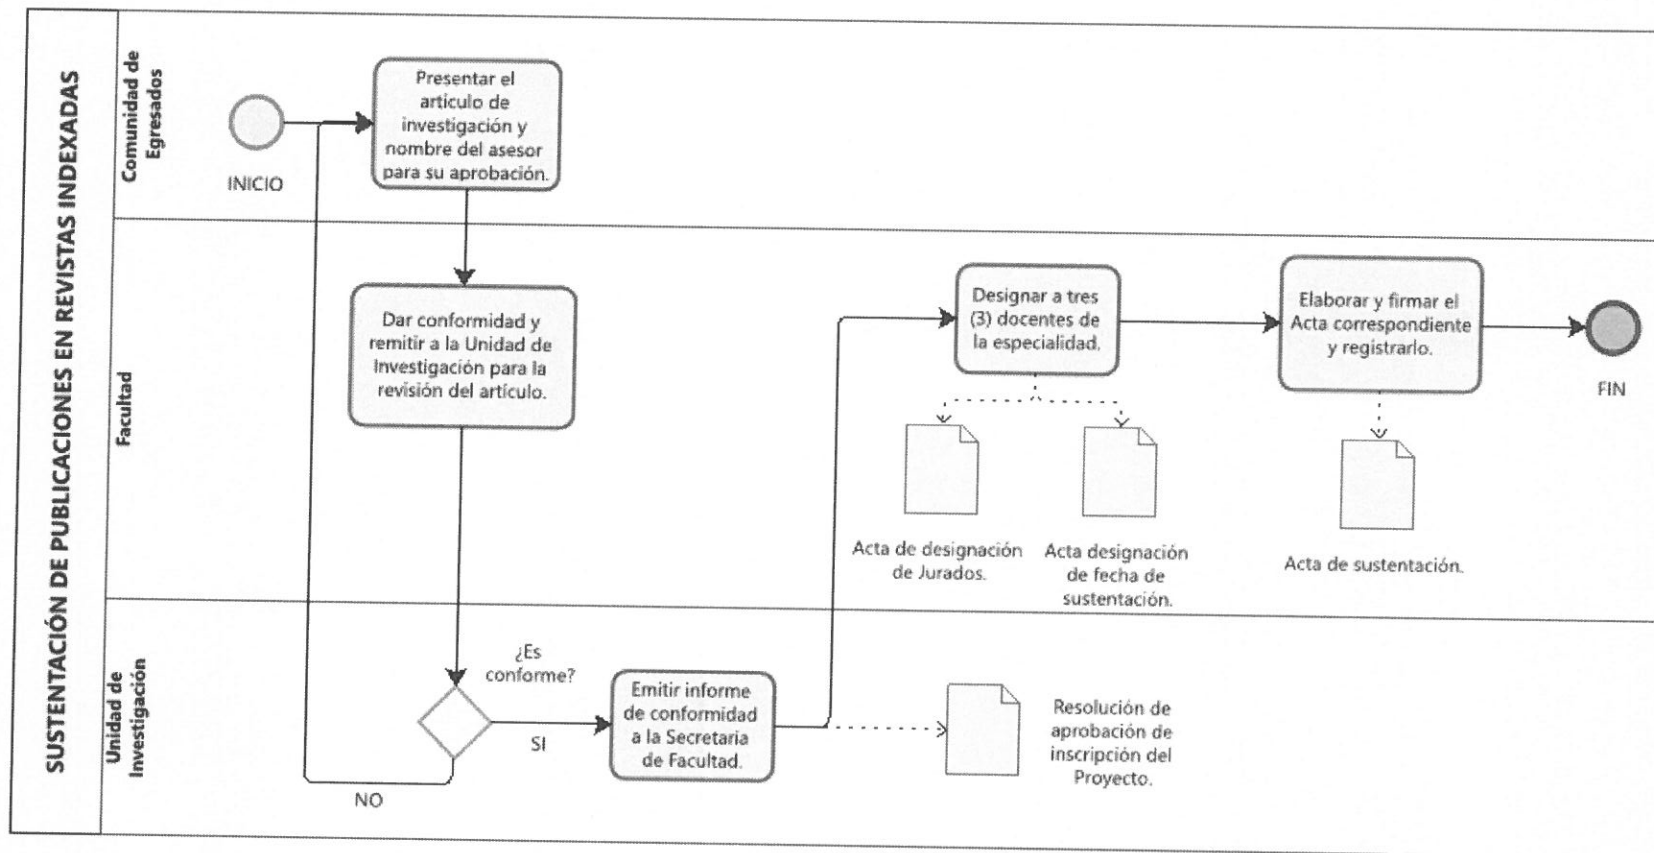 SUSTENTACIÓN DE PUBLICACIONES EN REVISTAS INDEXADAS
Comunidad de
Egresados
INICIO
Presentar el
artículo de
investigación y
nombre del asesor
para su aprobación.
Facultad
Dar conformidad y
remitir a la Unidad de
Investigación para la
revisión del artículo.
Designar a tres
(3) docentes de
la especialidad.
Elaborar y firmar el
Acta correspondiente
y registrarlo.
FIN
Acta de designación
de Jurados.
Acta designación
de fecha de
sustentación.
Acta de sustentación.
Unidad de
Investigación
¿Es
conforme?
SI
NO
Emitir informe
de conformidad
a la Secretaria
de Facultad.
Resolución de
aprobación de
inscripción del
Proyecto.